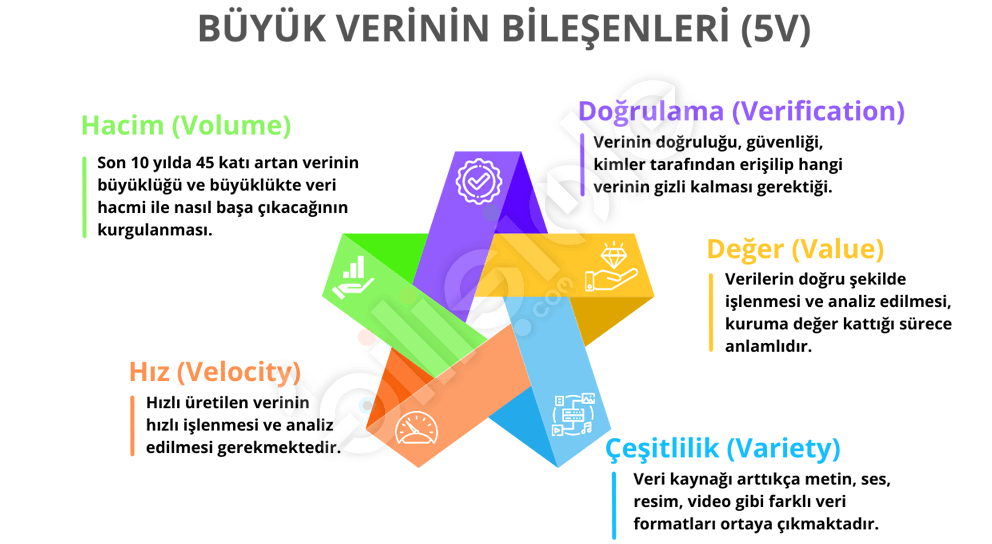 BÜYÜK VERİNİN BİLEŞENLERİ (5V)
Hacim (Volume)
Son 10 yılda 45 katı artan verinin
büyüklüğü ve büyüklükte veri
hacmi ile nasıl başa çıkacağının
kurgulanması.
Doğrulama (Verification)
Verinin doğruluğu, güvenliği,
kimler tarafından erişilip hangi
verinin gizli kalması gerektiği.
Değer (Value)
Verilerin doğru şekilde
işlenmesi ve analiz edilmesi,
kuruma değer kattığı sürece
anlamlıdır.
Hız (Velocity)
Hızlı üretilen verinin
hızlı işlenmesi ve analiz
edilmesi gerekmektedir.
Çeşitlilik (Variety)
Veri kaynağı arttıkça metin, ses,
resim, video gibi farklı veri
formatları ortaya çıkmaktadır.